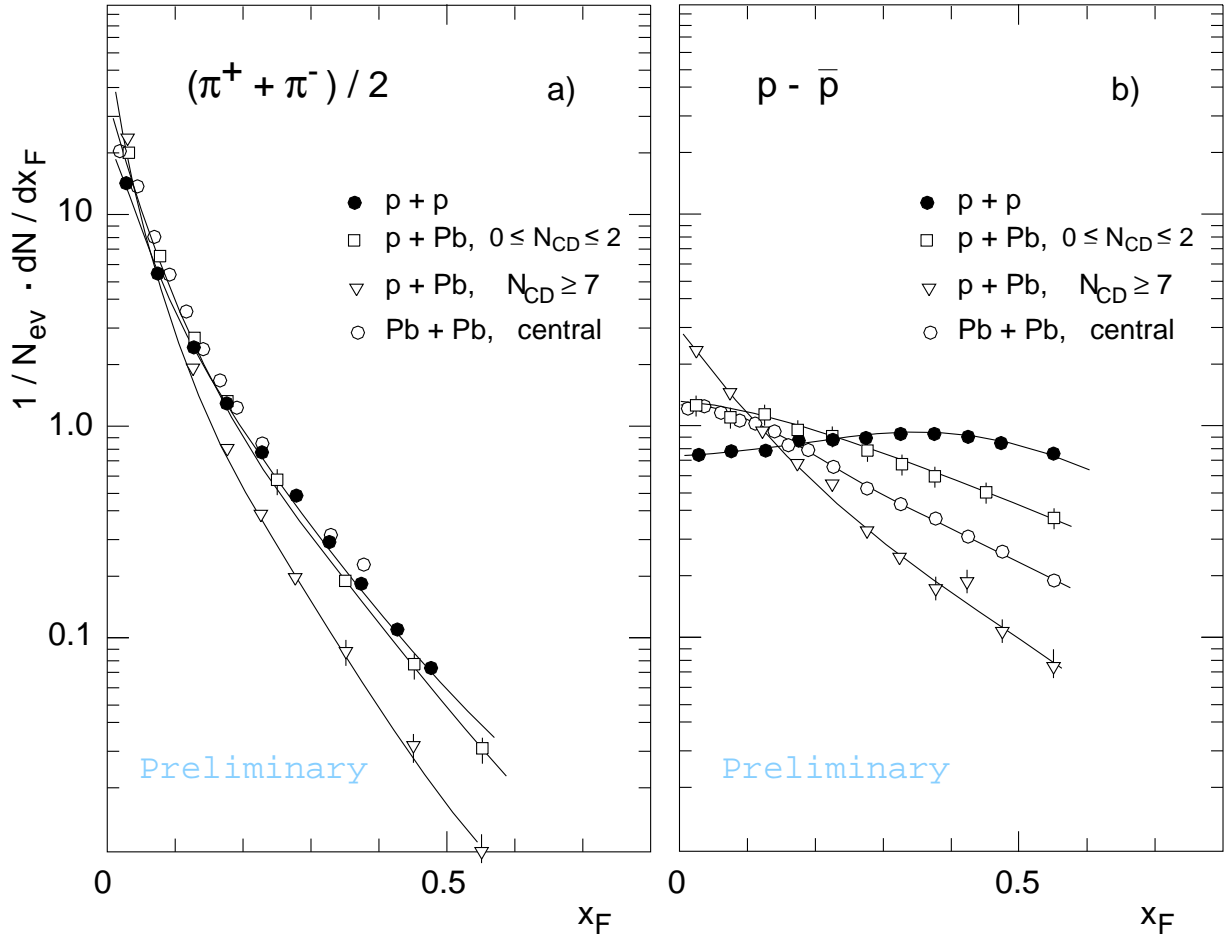 (π⁺ + π⁻) / 2
a)
p + p
p + Pb, 0 ≤ N_CD ≤ 2
p + Pb, N_CD ≥ 7
Pb + Pb, central
1 / N_ev · dN / dx_F
10
1.0
0.1
Preliminary
0
0.5
x_F
p - p̅
b)
p + p
p + Pb, 0 ≤ N_CD ≤ 2
p + Pb, N_CD ≥ 7
Pb + Pb, central
Preliminary
0
0.5
x_F